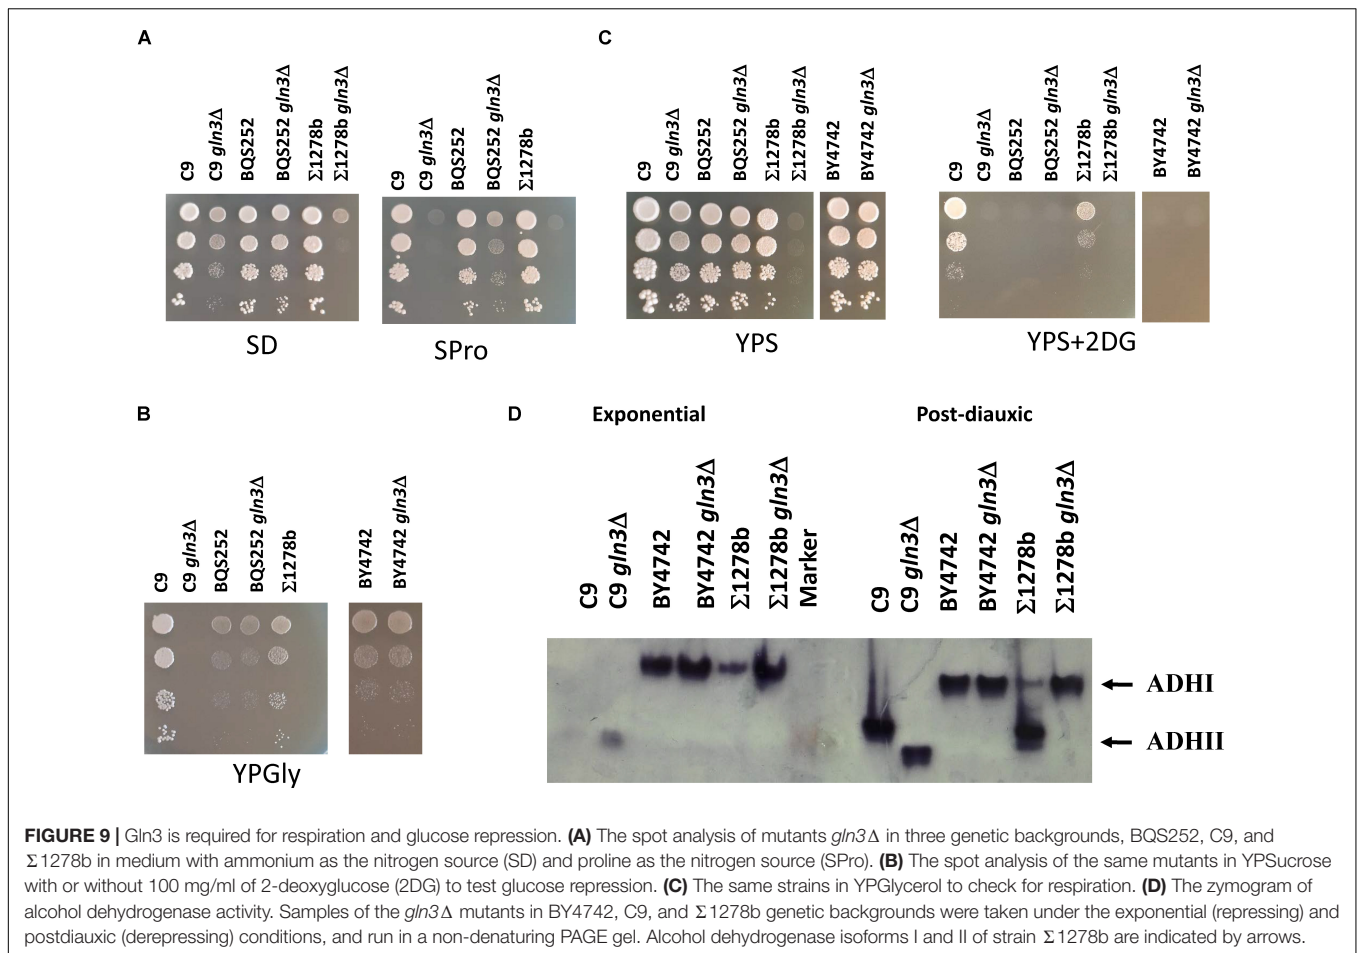 A
C9
C9 gln3Δ
BQS252
BQS252 gln3Δ
Σ1278b
Σ1278b gln3Δ
SD
C9
C9 gln3Δ
BQS252
BQS252 gln3Δ
Σ1278b
SPro
C
C9
C9 gln3Δ
BQS252
BQS252 gln3Δ
Σ1278b
Σ1278b gln3Δ
BY4742
BY4742 gln3Δ
YPS
C9
C9 gln3Δ
BQS252
BQS252 gln3Δ
Σ1278b
Σ1278b gln3Δ
BY4742
BY4742 gln3Δ
YPS+2DG
B
C9
C9 gln3Δ
BQS252
BQS252 gln3Δ
Σ1278b
BY4742
BY4742 gln3Δ
YPGly
D
Exponential
Post-diauxic
C9
C9 gln3Δ
BY4742
BY4742 gln3Δ
Σ1278b
Σ1278b gln3Δ
Marker
C9
C9 gln3Δ
BY4742
BY4742 gln3Δ
Σ1278b
Σ1278b gln3Δ
ADHI
ADHII
FIGURE 9 | Gln3 is required for respiration and glucose repression. (A) The spot analysis of mutants gln3Δ in three genetic backgrounds, BQS252, C9, and
Σ1278b in medium with ammonium as the nitrogen source (SD) and proline as the nitrogen source (SPro). (B) The spot analysis of the same mutants in YPSucrose
with or without 100 mg/ml of 2-deoxyglucose (2DG) to test glucose repression. (C) The same strains in YPGlycerol to check for respiration. (D) The zymogram of
alcohol dehydrogenase activity. Samples of the gln3Δ mutants in BY4742, C9, and Σ1278b genetic backgrounds were taken under the exponential (repressing) and
postdiauxic (derepressing) conditions, and run in a non-denaturing PAGE gel. Alcohol dehydrogenase isoforms I and II of strain Σ1278b are indicated by arrows.